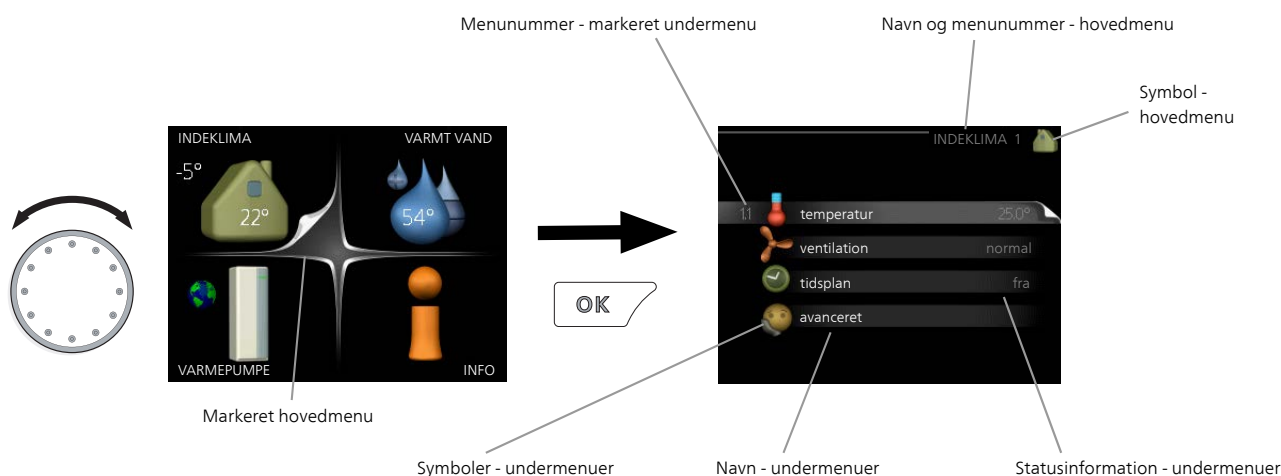 Menunummer - markeret undermenu
Navn og menunummer - hovedmenu
Symbol -
hovedmenu
INDEKLIMA
VARMT VAND
-5°
22°
54°
VARMEPUMPE
INFO
Markeret hovedmenu
OK
INDEKLIMA 1
1.1 temperatur 25.0°
ventilation normal
tidsplan fra
avanceret
Symboler - undermenuer
Navn - undermenuer
Statusinformation - undermenuer